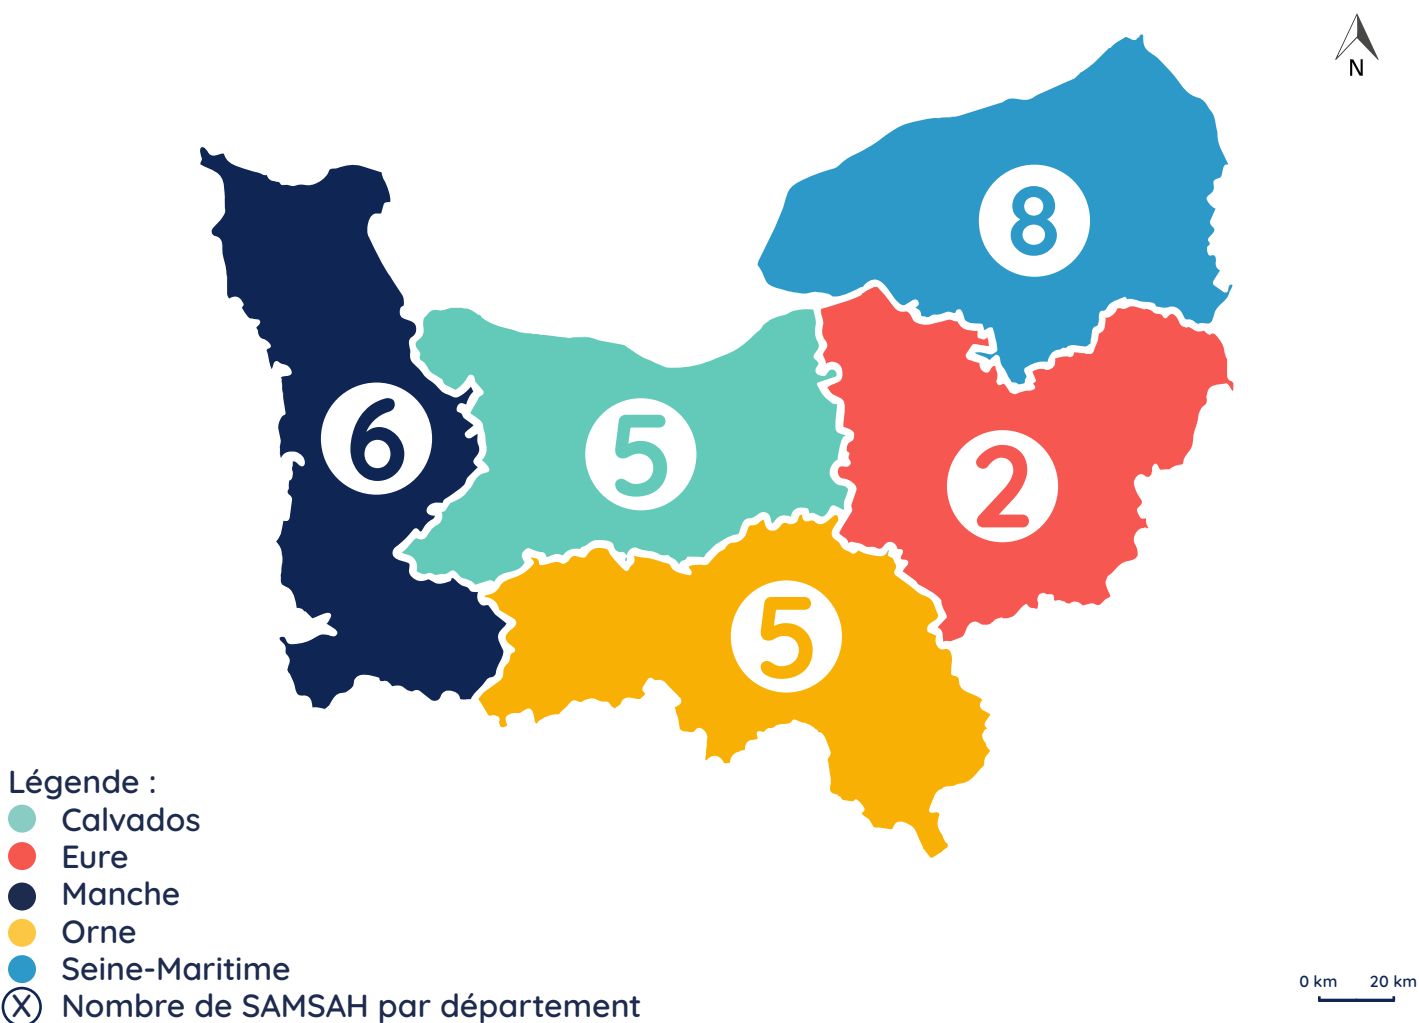 N
8
6
5
2
5
Légende :
Calvados
Eure
Manche
Orne
Seine-Maritime
X Nombre de SAMSAH par département
0 km 20 km